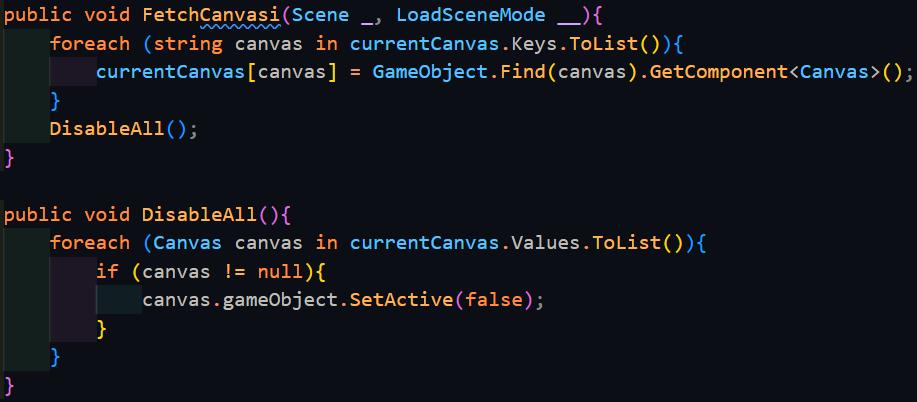 public void FetchCanvasi(Scene _, LoadSceneMode __){
foreach (string canvas in currentCanvas.Keys.ToList()){
currentCanvas[canvas] = GameObject.Find(canvas).GetComponent<Canvas>();
}
DisableAll();
}
public void DisableAll(){
foreach (Canvas canvas in currentCanvas.Values.ToList()){
if (canvas != null){
canvas.gameObject.SetActive(false);
}
}
}